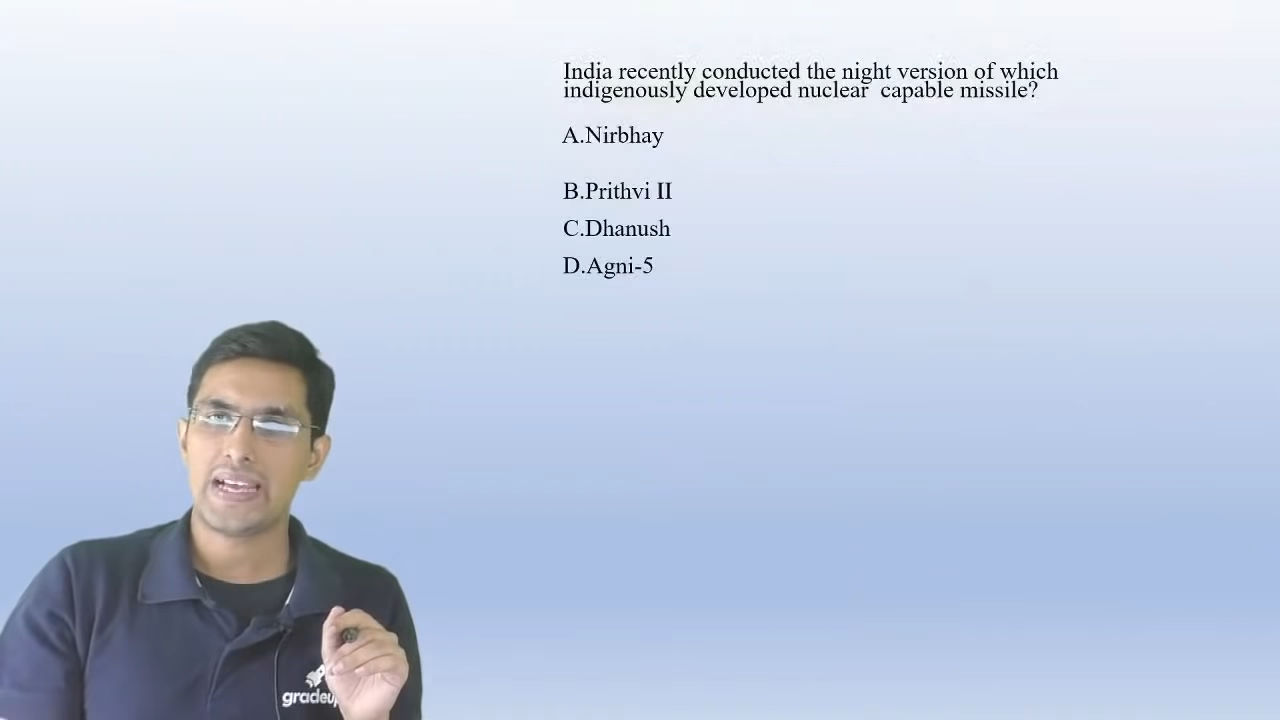 India recently conducted the night version of which
indigenously developed nuclear  capable missile?
A.Nirbhay
B.Prithvi II
C.Dhanush
D.Agni-5
gradeup